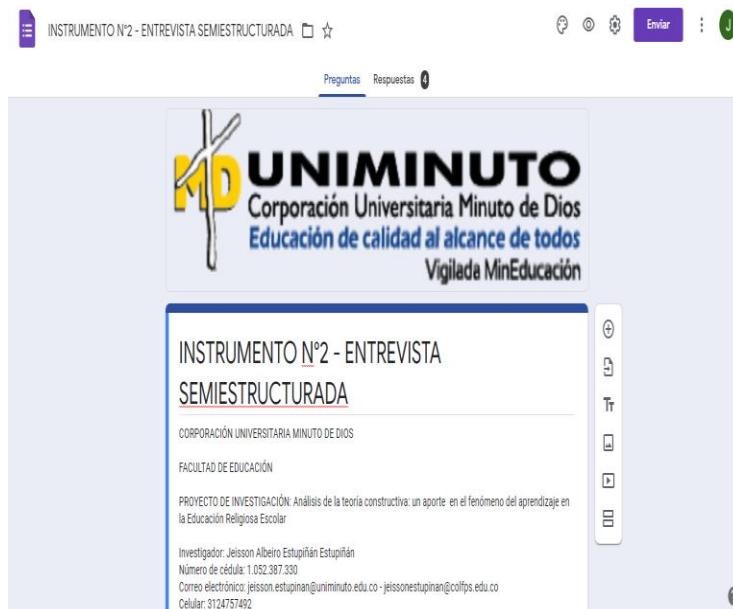 INSTRUMENTO N°2 - ENTREVISTA SEMIESTRUCTURADA
Enviar
J
Preguntas Respuestas 4
MD UNIMINUTO
Corporación Universitaria Minuto de Dios
Educación de calidad al alcance de todos
Vigilada MinEducación
INSTRUMENTO N°2 - ENTREVISTA
SEMIESTRUCTURADA
CORPORACIÓN UNIVERSITARIA MINUTO DE DIOS
FACULTAD DE EDUCACIÓN
PROYECTO DE INVESTIGACIÓN: Análisis de la teoría constructiva: un aporte en el fenómeno del aprendizaje en
la Educación Religiosa Escolar
Investigador: Jeisson Albeiro Estupiñán Estupiñán
Número de cédula: 1.052.387.330
Correo electrónico: jeisson.estupinan@uniminuto.edu.co - jeissonestupinan@colfps.edu.co
Celular: 3124757492
Tт